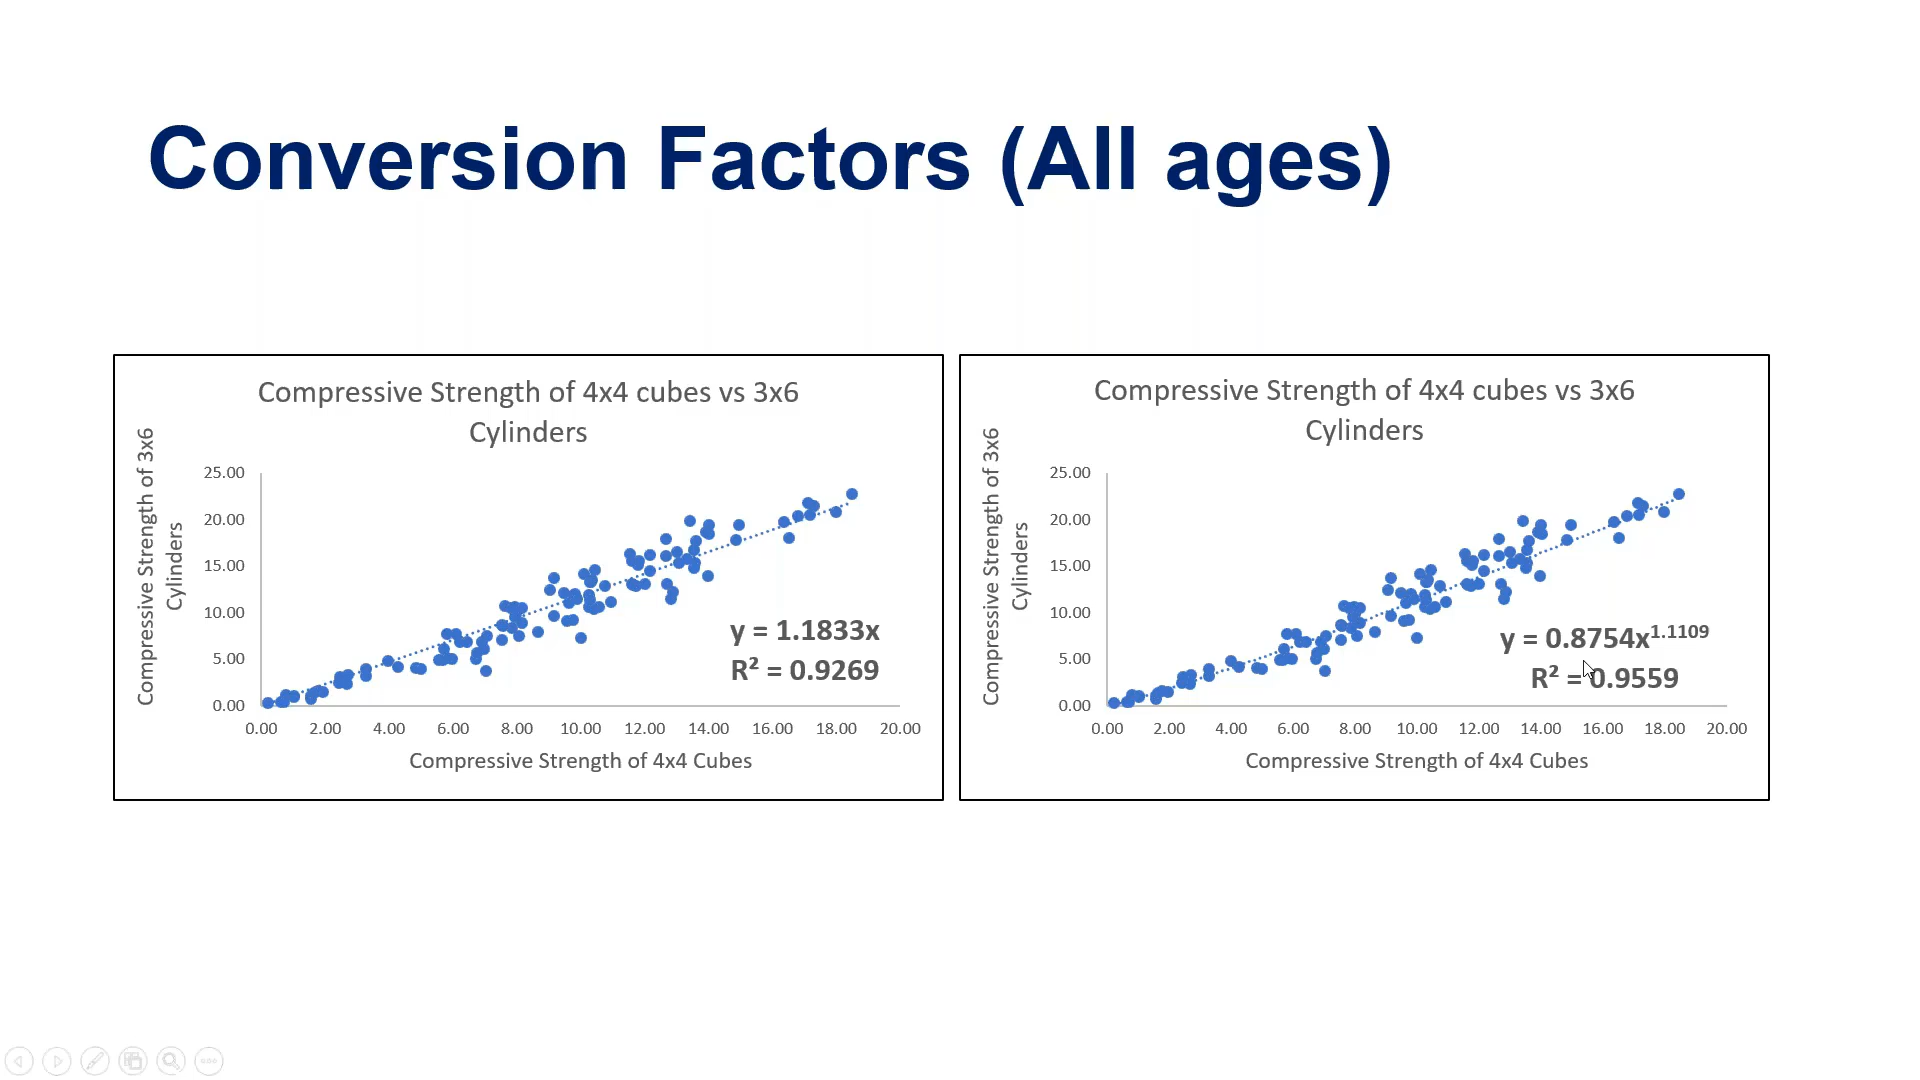 Conversion Factors (All ages)
Compressive Strength of 4x4 cubes vs 3x6
Cylinders
Compressive Strength of 3x6
Cylinders
25.00
20.00
15.00
10.00
5.00
0.00
y = 1.1833x
R² = 0.9269
0.00 2.00 4.00 6.00 8.00 10.00 12.00 14.00 16.00 18.00 20.00
Compressive Strength of 4x4 Cubes
Compressive Strength of 4x4 cubes vs 3x6
Cylinders
Compressive Strength of 3x6
Cylinders
25.00
20.00
15.00
10.00
5.00
0.00
y = 0.8754x^1.1109
R² = 0.9559
0.00 2.00 4.00 6.00 8.00 10.00 12.00 14.00 16.00 18.00 20.00
Compressive Strength of 4x4 Cubes